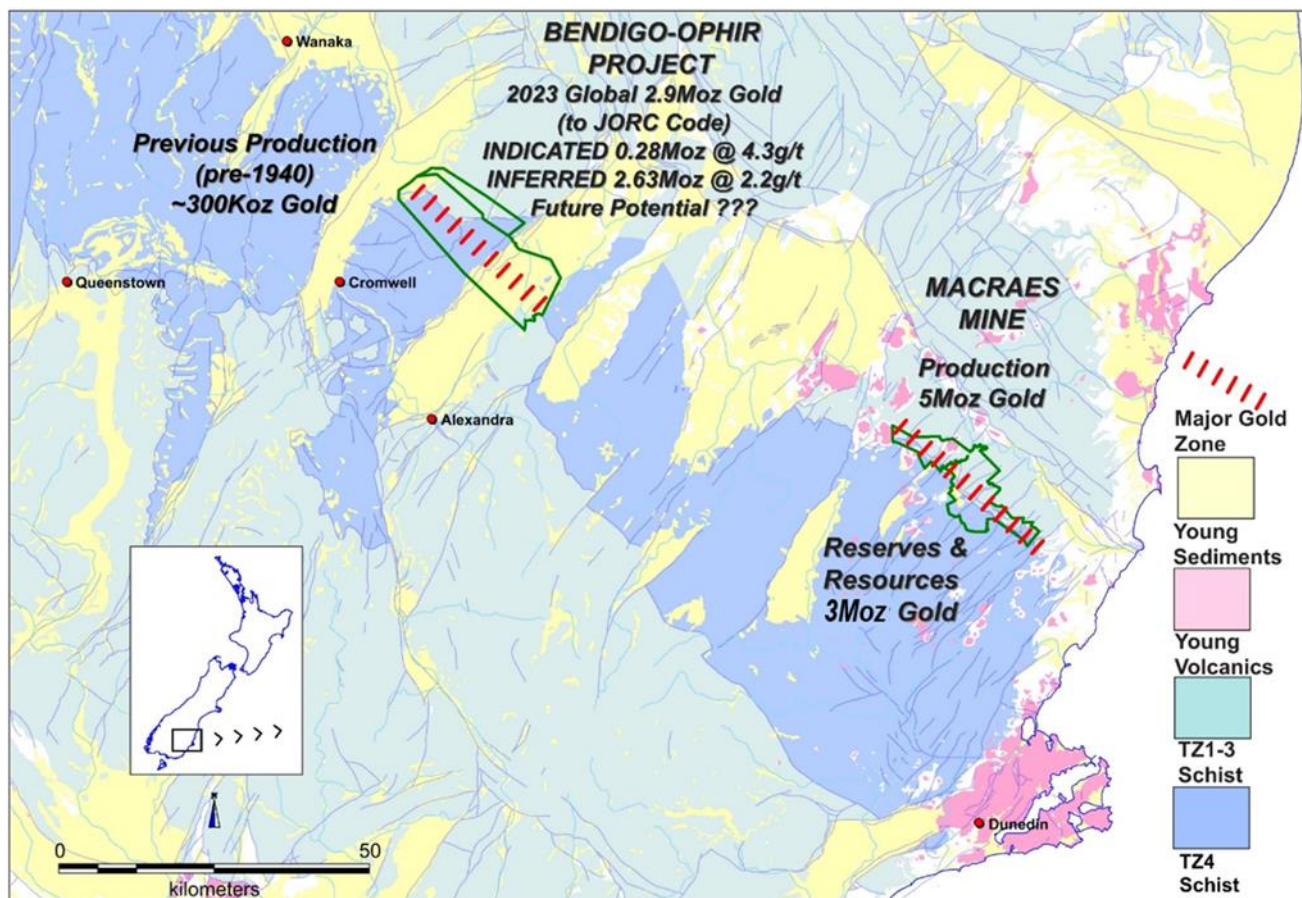 Wanaka
BENDIGO-OPHIR
PROJECT
2023 Global 2.9Moz Gold
(to JORC Code)
INDICATED 0.28Moz @ 4.3g/t
INFERRED 2.63Moz @ 2.2g/t
Future Potential ???
Previous Production
(pre-1940)
~300Koz Gold
Queenstown
Cromwell
Alexandra
MACRAES
MINE
Production
5Moz Gold
Reserves &
Resources
3Moz Gold
Dunedin
Major Gold
Zone
Young
Sediments
Young
Volcanics
TZ1-3
Schist
TZ4
Schist
0
50
kilometers